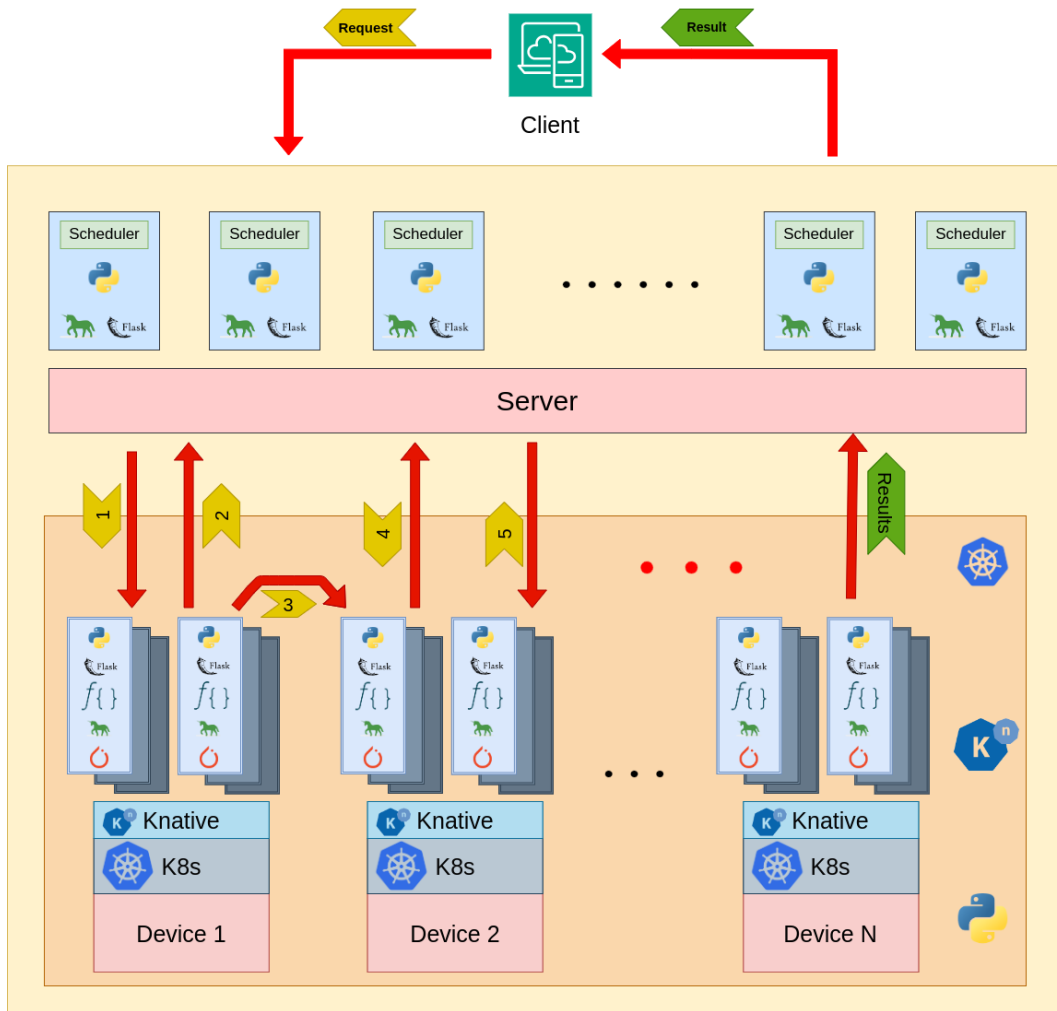 Request
Result
Client
Scheduler
Scheduler
Scheduler
Scheduler
Scheduler
Flask
Flask
Flask
Flask
Flask
Server
1
2
3
4
5
Results
Flask
Flask
Flask
Flask
Flask
Flask
f{}
f{}
f{}
f{}
f{}
f{}
K n
K n Knative
K n Knative
K n Knative
K8s
K8s
K8s
Device 1
Device 2
Device N